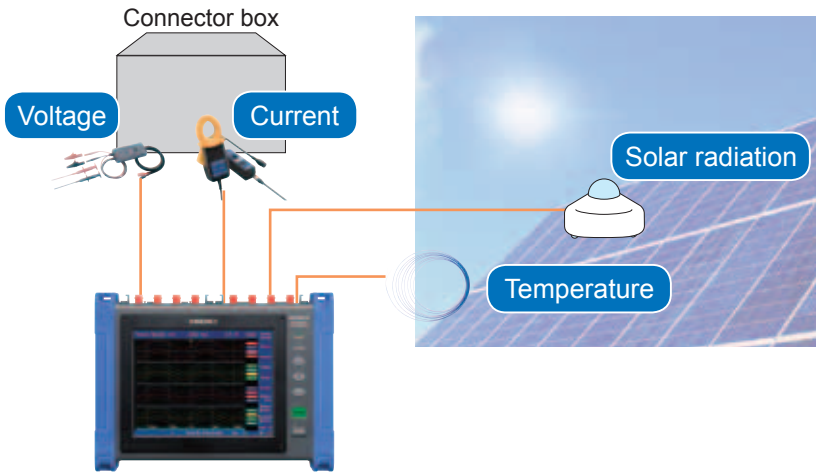 Connector box
Voltage
Current
Solar radiation
Temperature